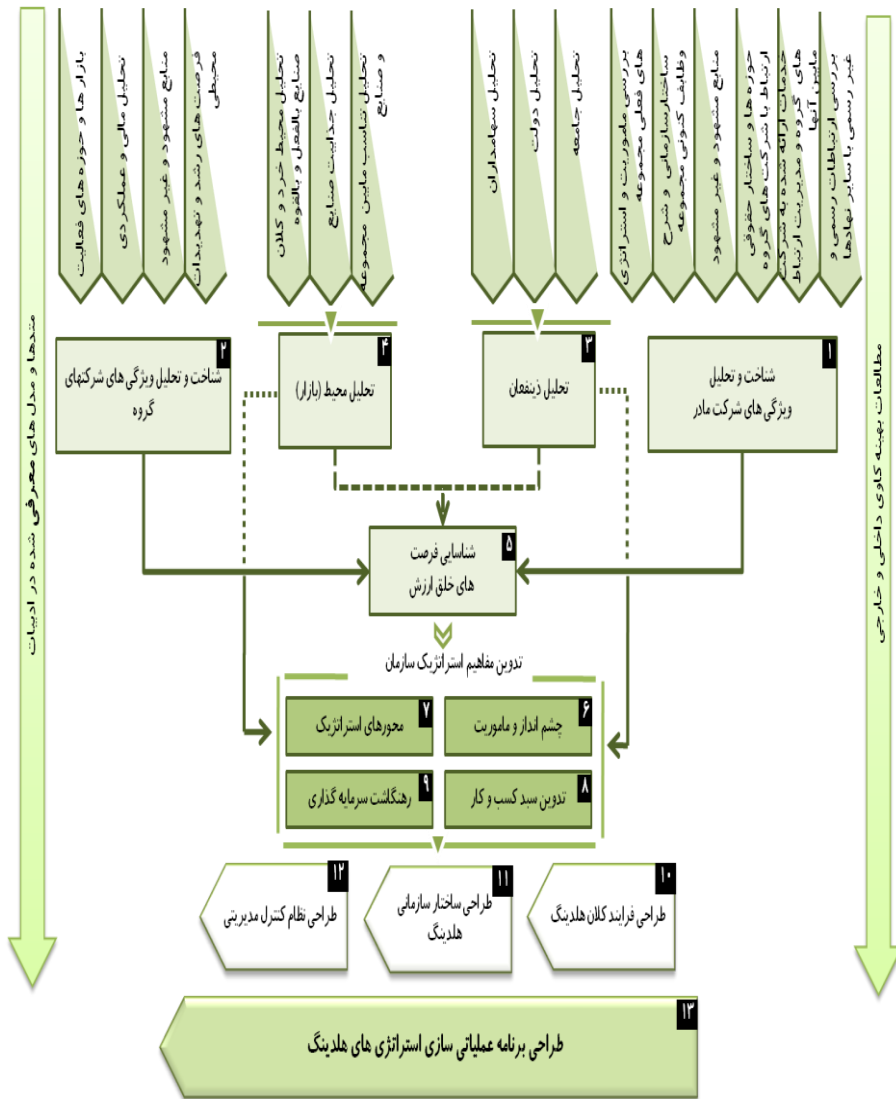 غیر رسمی با سایر نهادها
بررسی ارتباطات رسمی و
مابین آنها
های گروه و مدیریت ارتباط
خدمات ارائه شده به شرکت
ارتباط با شرکت های گروه
حوزه ها و ساختار حقوقی
منابع مشهود و غیر مشهود
وظایف کنونی مجموعه
ساختارسازمانی و شرح
های فعلی مجموعه
بررسی ماموریت و استراتژی
تحلیل جامعه
تحلیل دولت
تحلیل سهامداران
و صنایع
تحلیل تناسب مابین مجموعه
تحلیل جذابیت صنایع
صنایع بالفعل و بالقوه
تحلیل محیط خرد و کلان
محیطی
فرصت های رشد و تهدیدات
منابع مشهود و غیر مشهود
تحلیل مالی و عملکردی
بازار ها و حوزه های فعالیت
مطالعات بهینه کاوی داخلی و خارجی
متدها و مدل های معرفی شده در ادبیات
۱
شناخت و تحلیل
ویژگی های شرکت مادر
۳
تحلیل ذینفعان
۴
تحلیل محیط (بازار)
۲
شناخت و تحلیل ویژگی های شرکتهای
گروه
۵
شناسایی فرصت
های خلق ارزش
تدوین مفاهیم استراتژیک سازمان
۶
چشم انداز و ماموریت
۷
محورهای استراتژیک
۸
تدوین سبد کسب و کار
۹
رهنگاشت سرمایه گذاری
۱۰
طراحی فرایند کلان هلدینگ
۱۱
طراحی ساختار سازمانی
هلدینگ
۱۲
طراحی نظام کنترل مدیریتی
۱۳
طراحی برنامه عملیاتی سازی استراتژی های هلدینگ